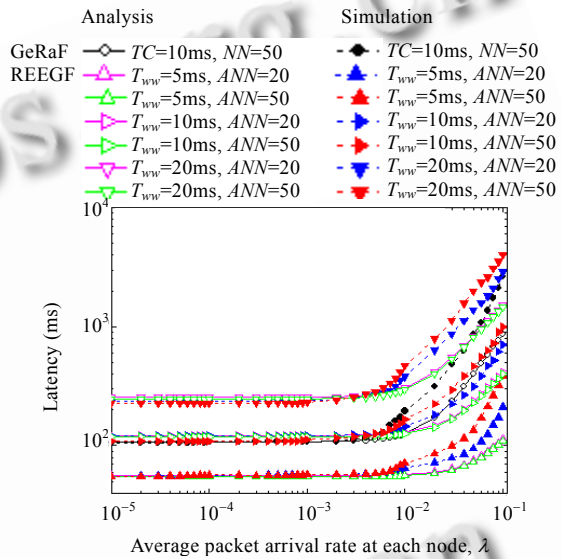 Analysis Simulation
GeRaF TC=10ms, NN=50 TC=10ms, NN=50
REEGF Tww=5ms, ANN=20 Tww=5ms, ANN=20
Tww=5ms, ANN=50 Tww=5ms, ANN=50
Tww=10ms, ANN=20 Tww=10ms, ANN=20
Tww=10ms, ANN=50 Tww=10ms, ANN=50
Tww=20ms, ANN=20 Tww=20ms, ANN=20
Tww=20ms, ANN=50 Tww=20ms, ANN=50
10^4
10^3
10^2
Latency (ms)
10^−5 10^−4 10^−3 10^−2 10^−1
Average packet arrival rate at each node, λ